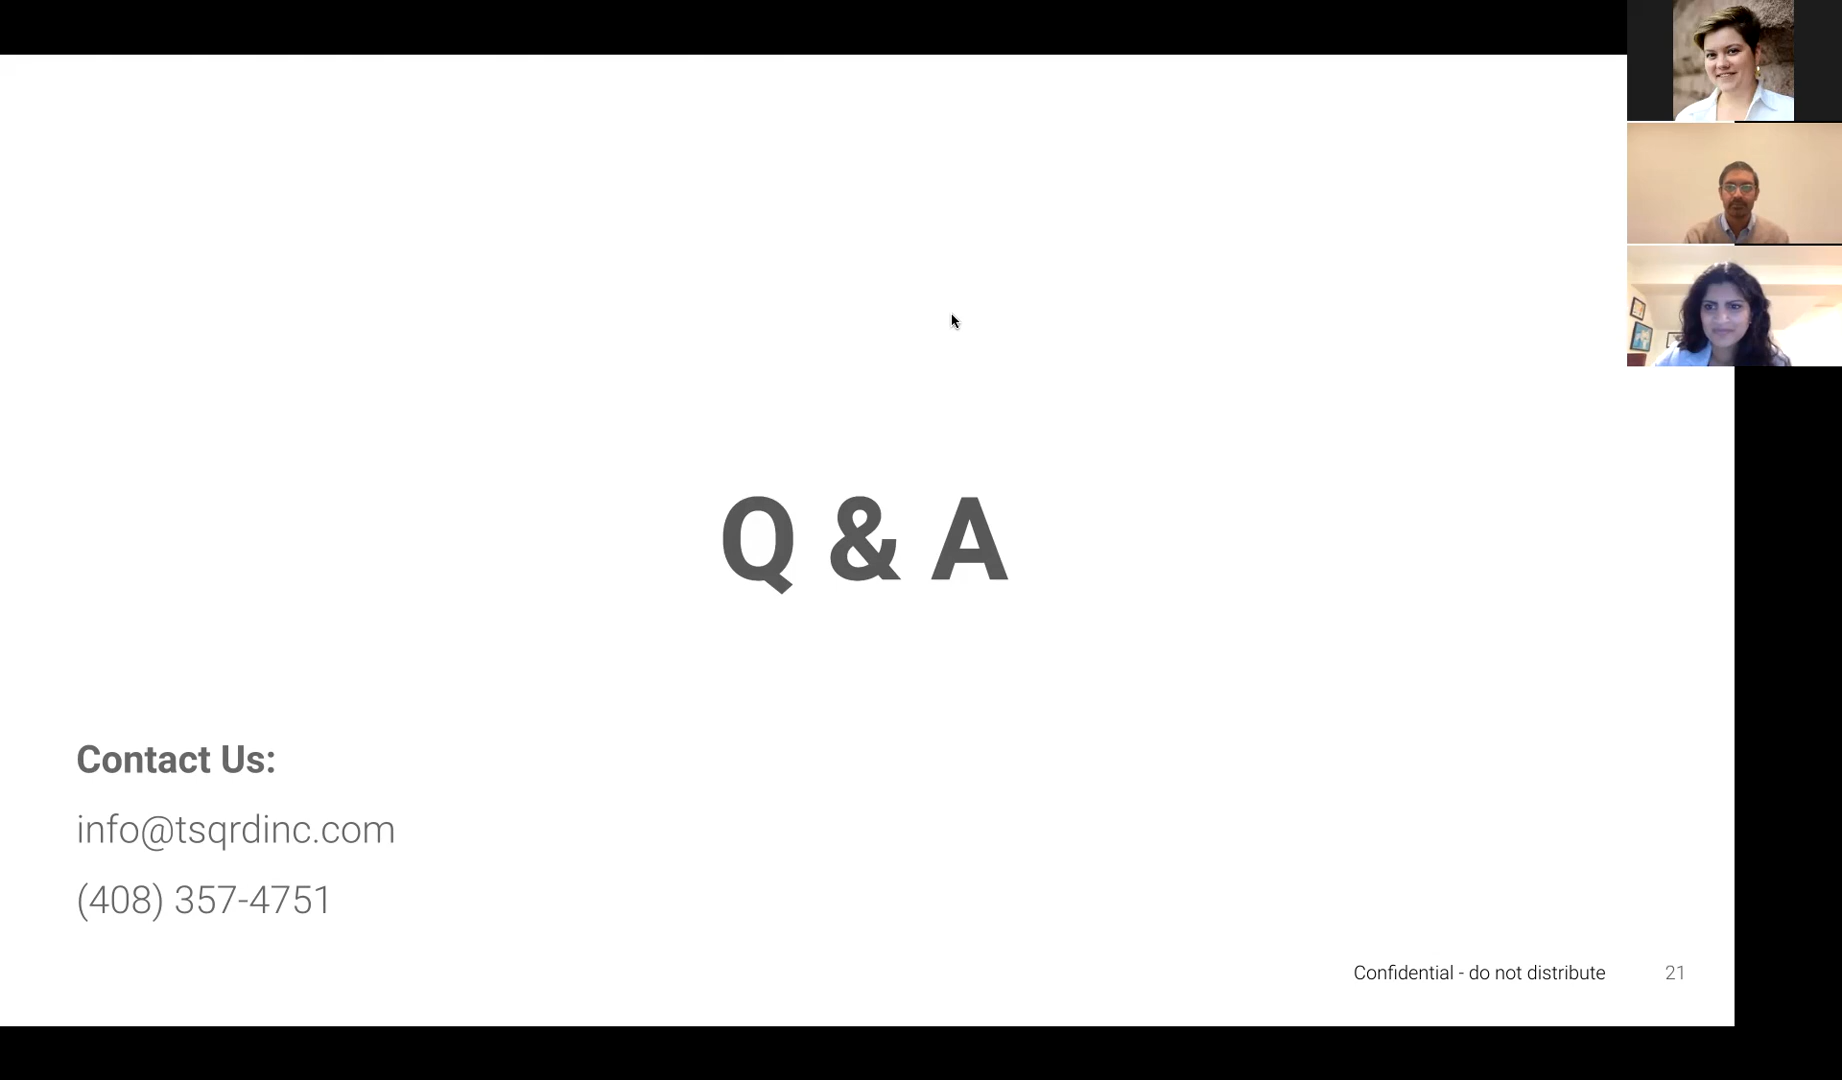 Q & A
Contact Us:
info@tsqrdinc.com
(408) 357-4751
Confidential - do not distribute 21